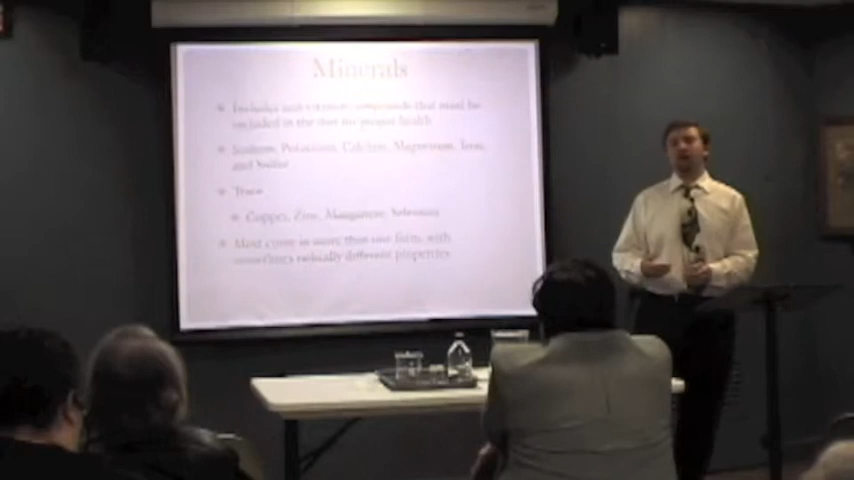 Minerals
Includes non vitamin compounds that must be
included in the diet for proper health
Sodium, Potassium, Calcium, Magnesium, Iron,
and Sulfur
Trace
Copper, Zinc, Manganese, Selenium
Most come in more than one form, with
sometimes radically different properties